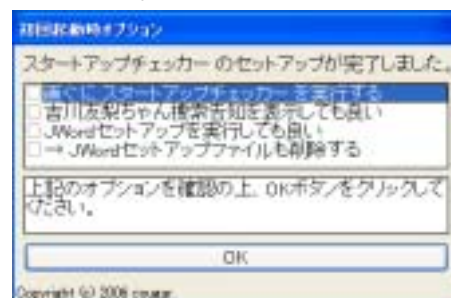 初回起動時オプション
スタートアップチェッカー のセットアップが完了しました。
直ぐに スタートアップチェッカー を実行する
吉川友梨ちゃん捜索告知を表示しても良い
JWordセットアップを実行しても良い
→ JWordセットアップファイルも削除する
上記のオプションを確認の上、OKボタンをクリックして
ください。
OK
Copyright (c) 2006 cougar.